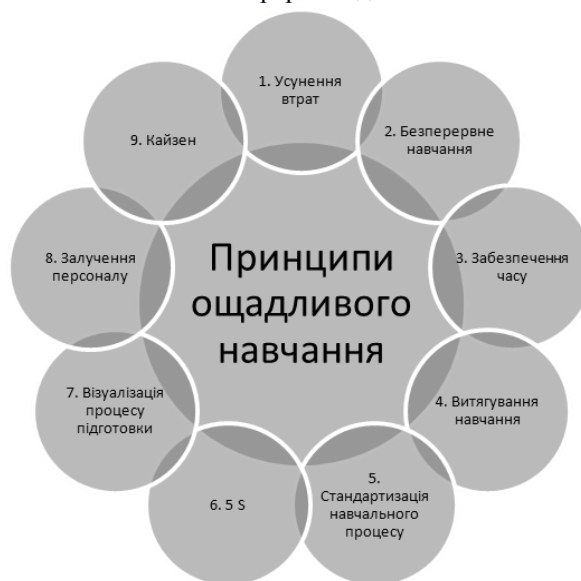 1. Усунення
втрат
2. Безперервне
навчання
3. Забезпечення
часу
4. Витягування
навчання
5.
Стандартизація
навчального
процесу
6. 5 S
7. Візуалізація
процесу
підготовки
8. Залучення
персоналу
9. Кайзен
Принципи
ощадливого
навчання